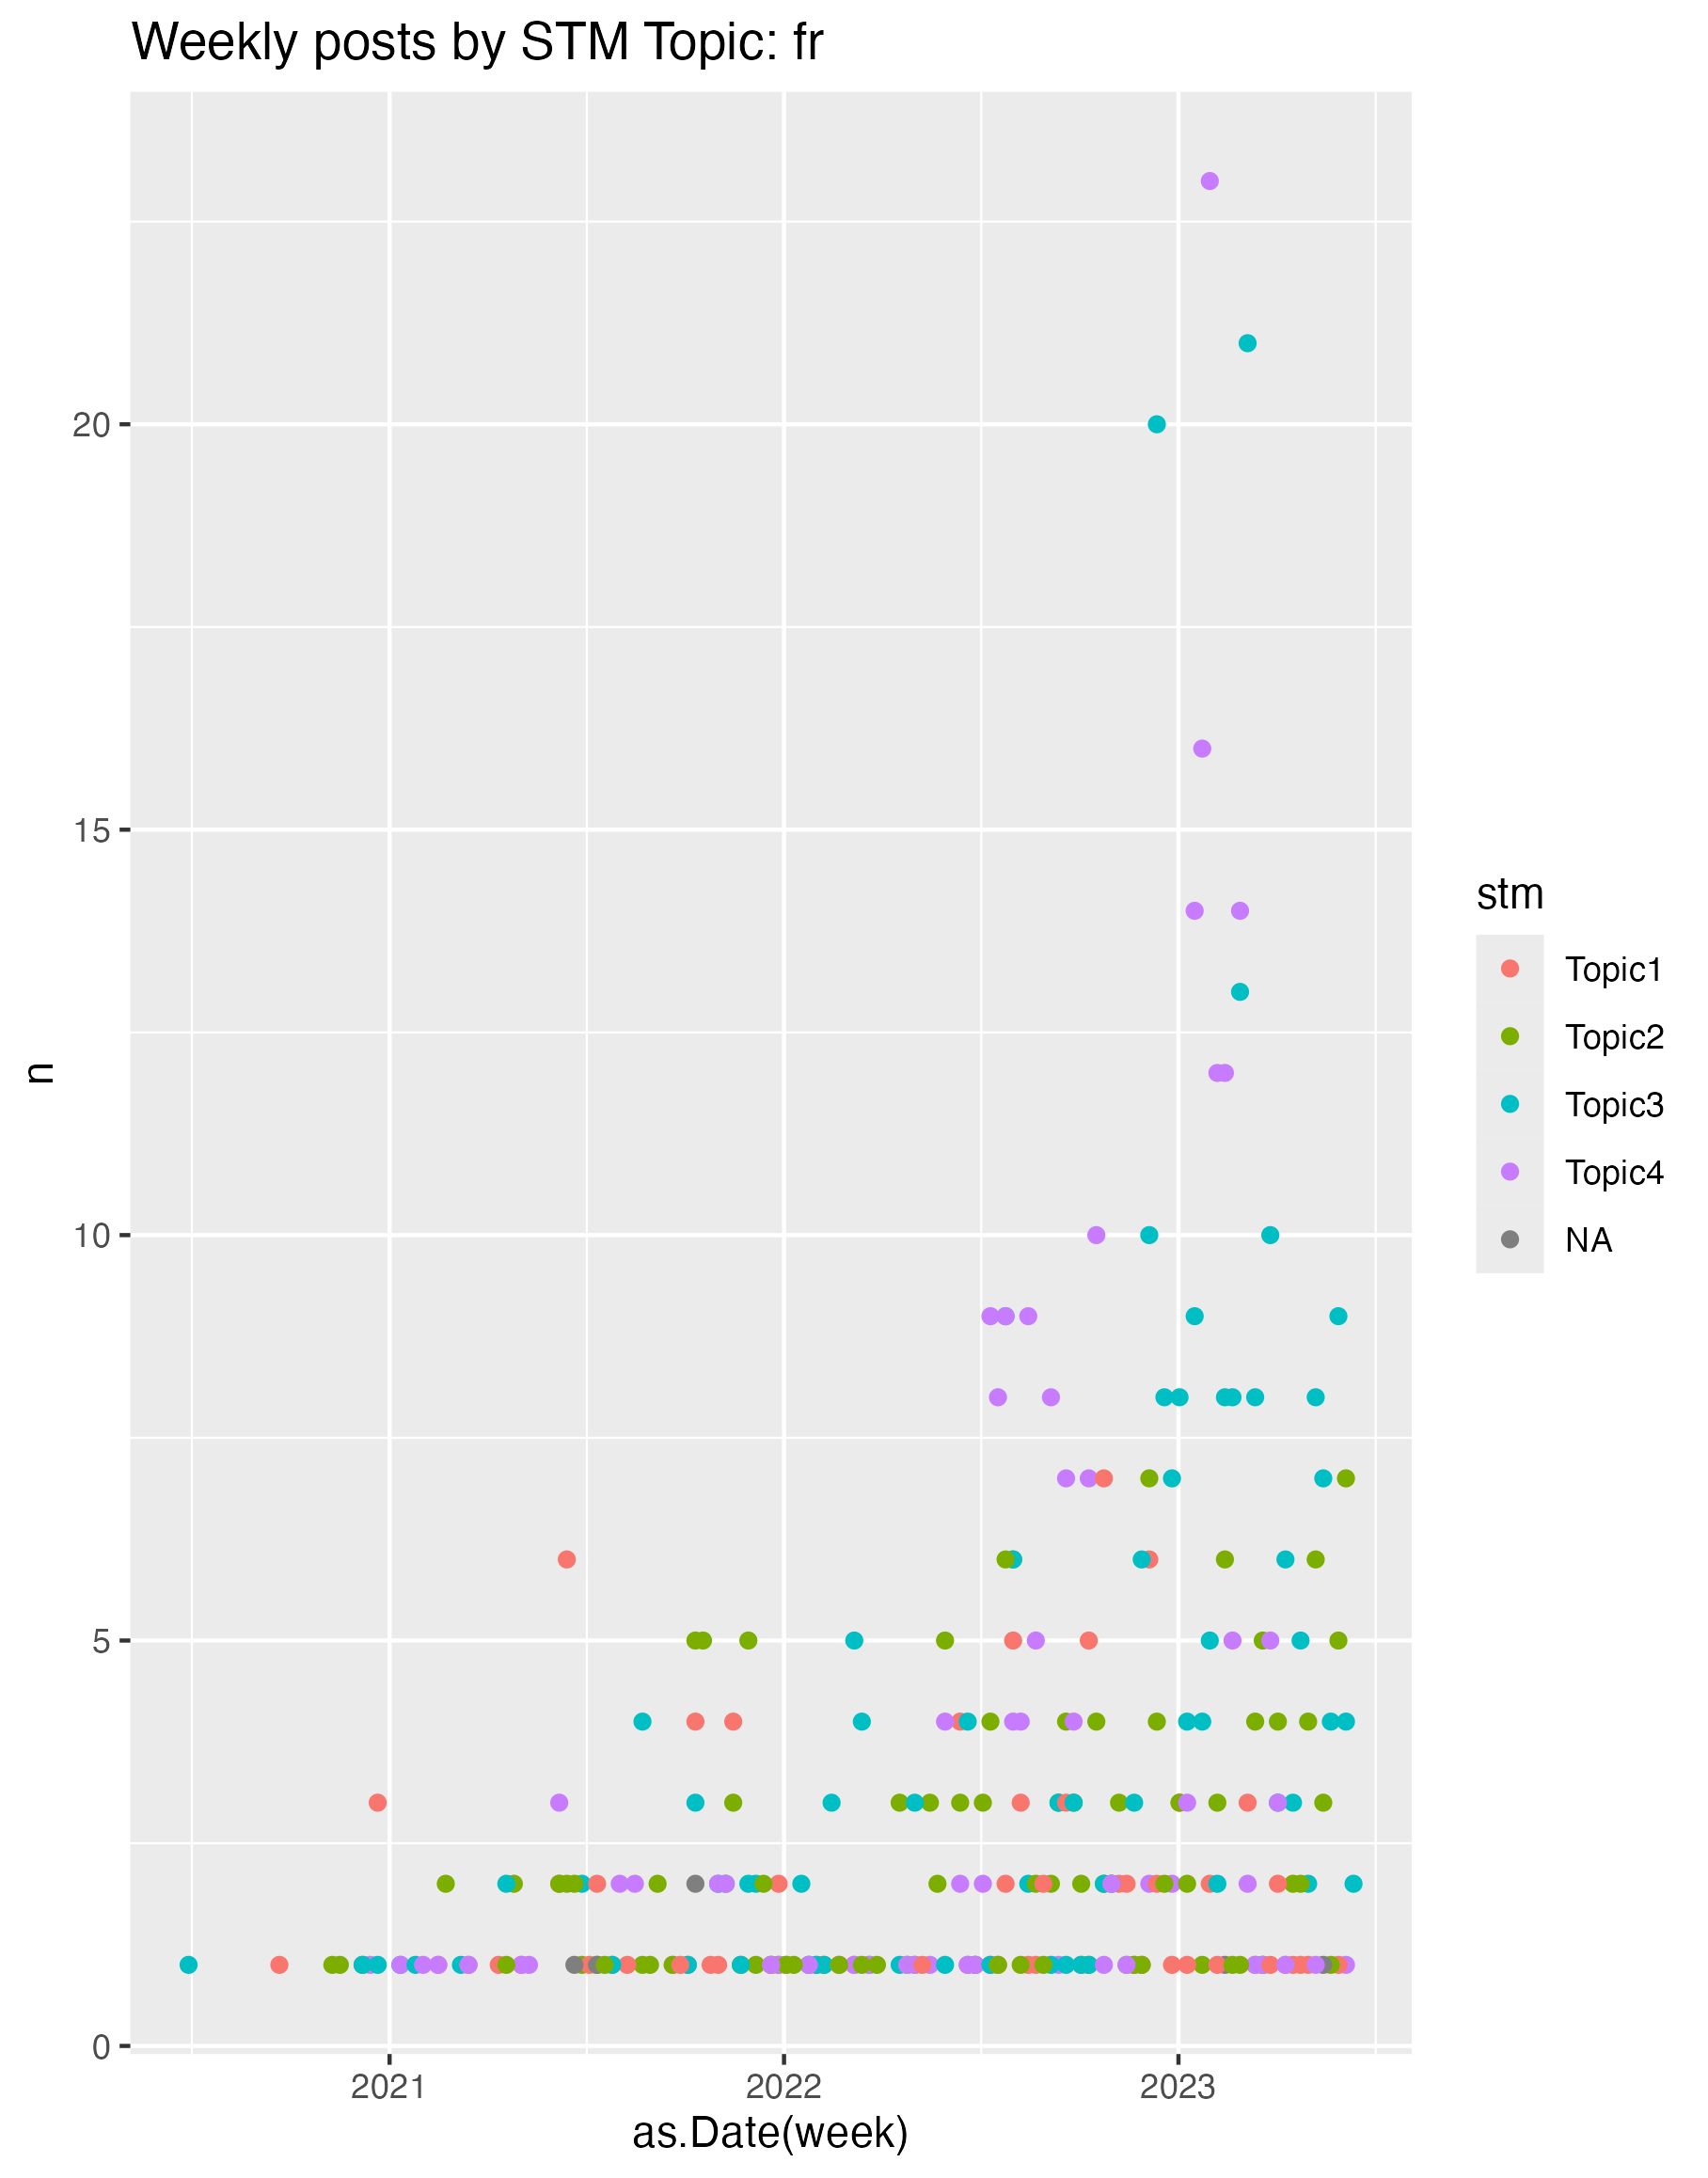 Weekly posts by STM Topic: fr
20
15
10
5
0
n
2021
2022
2023
as.Date(week)
stm
Topic1
Topic2
Topic3
Topic4
NA